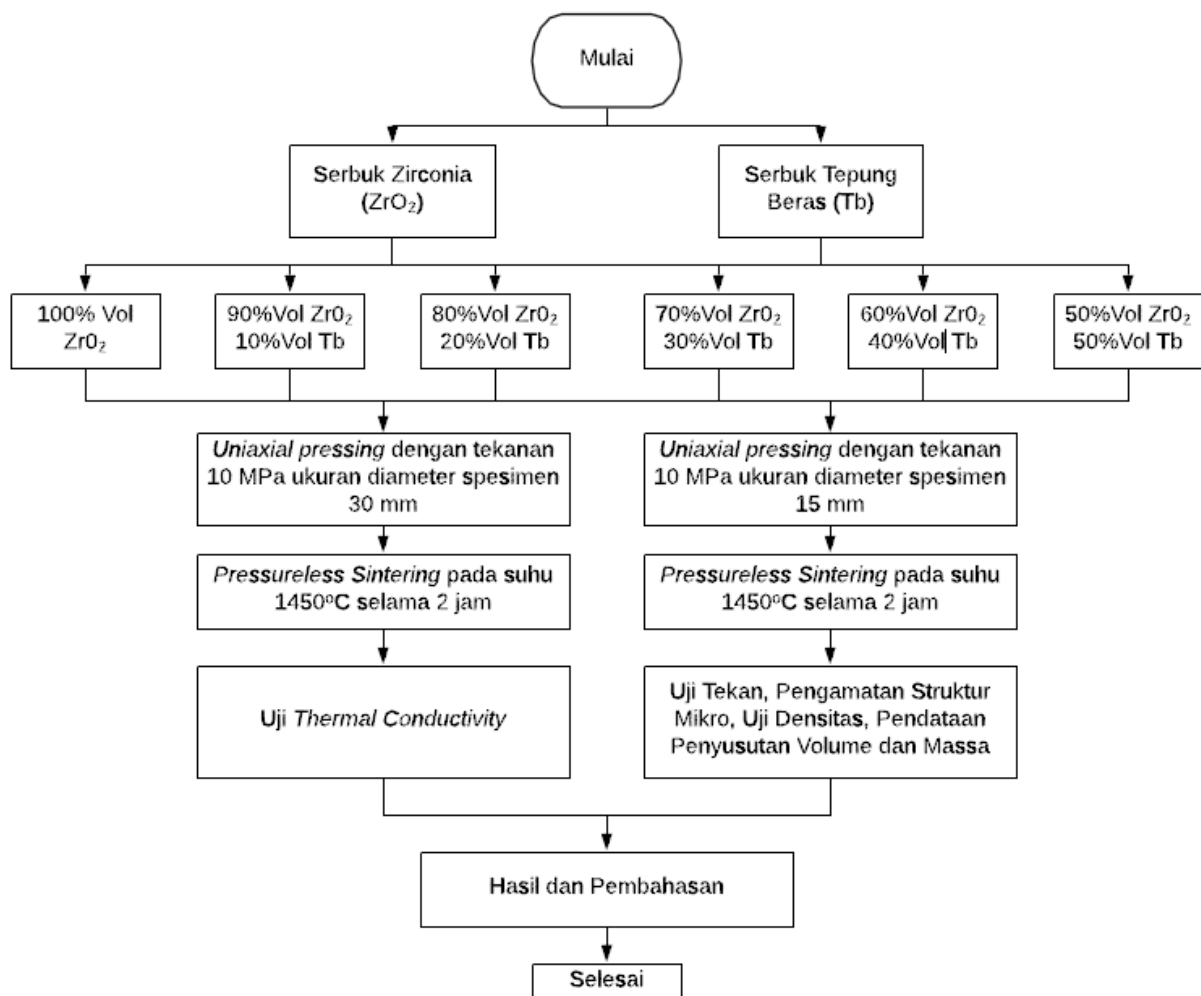 Mulai
Serbuk Zirconia
(ZrO₂)
Serbuk Tepung
Beras (Tb)
100% Vol
Zr0₂
90%Vol Zr0₂
10%Vol Tb
80%Vol Zr0₂
20%Vol Tb
70%Vol Zr0₂
30%Vol Tb
60%Vol Zr0₂
40%Vol Tb
50%Vol Zr0₂
50%Vol Tb
Uniaxial pressing dengan tekanan
10 MPa ukuran diameter spesimen
30 mm
Uniaxial pressing dengan tekanan
10 MPa ukuran diameter spesimen
15 mm
Pressureless Sintering pada suhu
1450°C selama 2 jam
Pressureless Sintering pada suhu
1450°C selama 2 jam
Uji Thermal Conductivity
Uji Tekan, Pengamatan Struktur
Mikro, Uji Densitas, Pendataan
Penyusutan Volume dan Massa
Hasil dan Pembahasan
Selesai